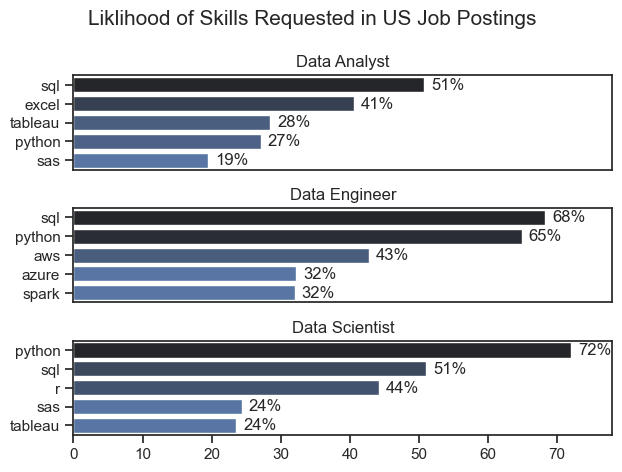 Liklihood of Skills Requested in US Job Postings
Data Analyst
sql 51%
excel 41%
tableau 28%
python 27%
sas 19%
Data Engineer
sql 68%
python 65%
aws 43%
azure 32%
spark 32%
Data Scientist
python 72%
sql 51%
r 44%
sas 24%
tableau 24%
0 10 20 30 40 50 60 70